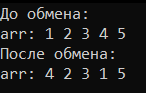 До обмена:
arr: 1 2 3 4 5
После обмена:
arr: 4 2 3 1 5